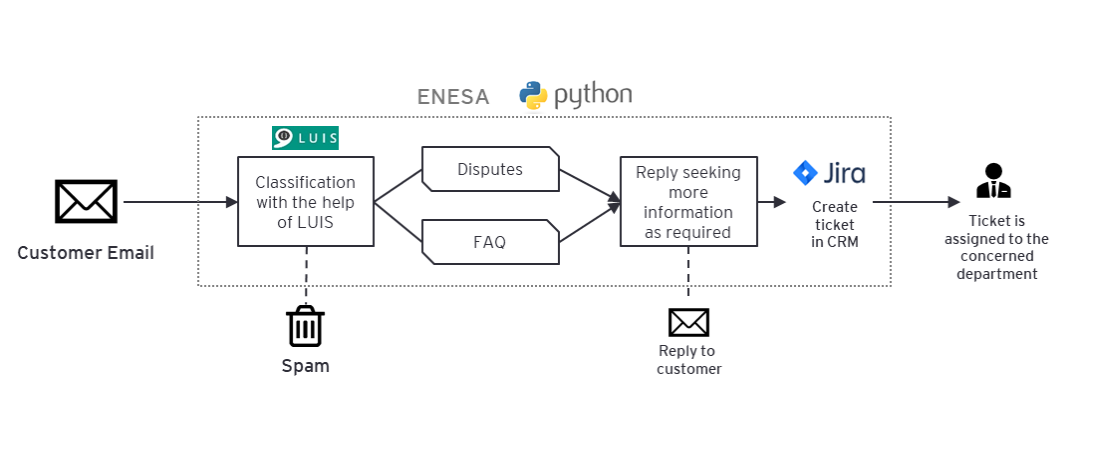 ENESA
python
LUIS
Customer Email
Classification
with the help
of LUIS
Disputes
FAQ
Reply seeking
more
information
as required
Jira
Create
ticket
in CRM
Ticket is
assigned to the
concerned
department
Spam
Reply to
customer